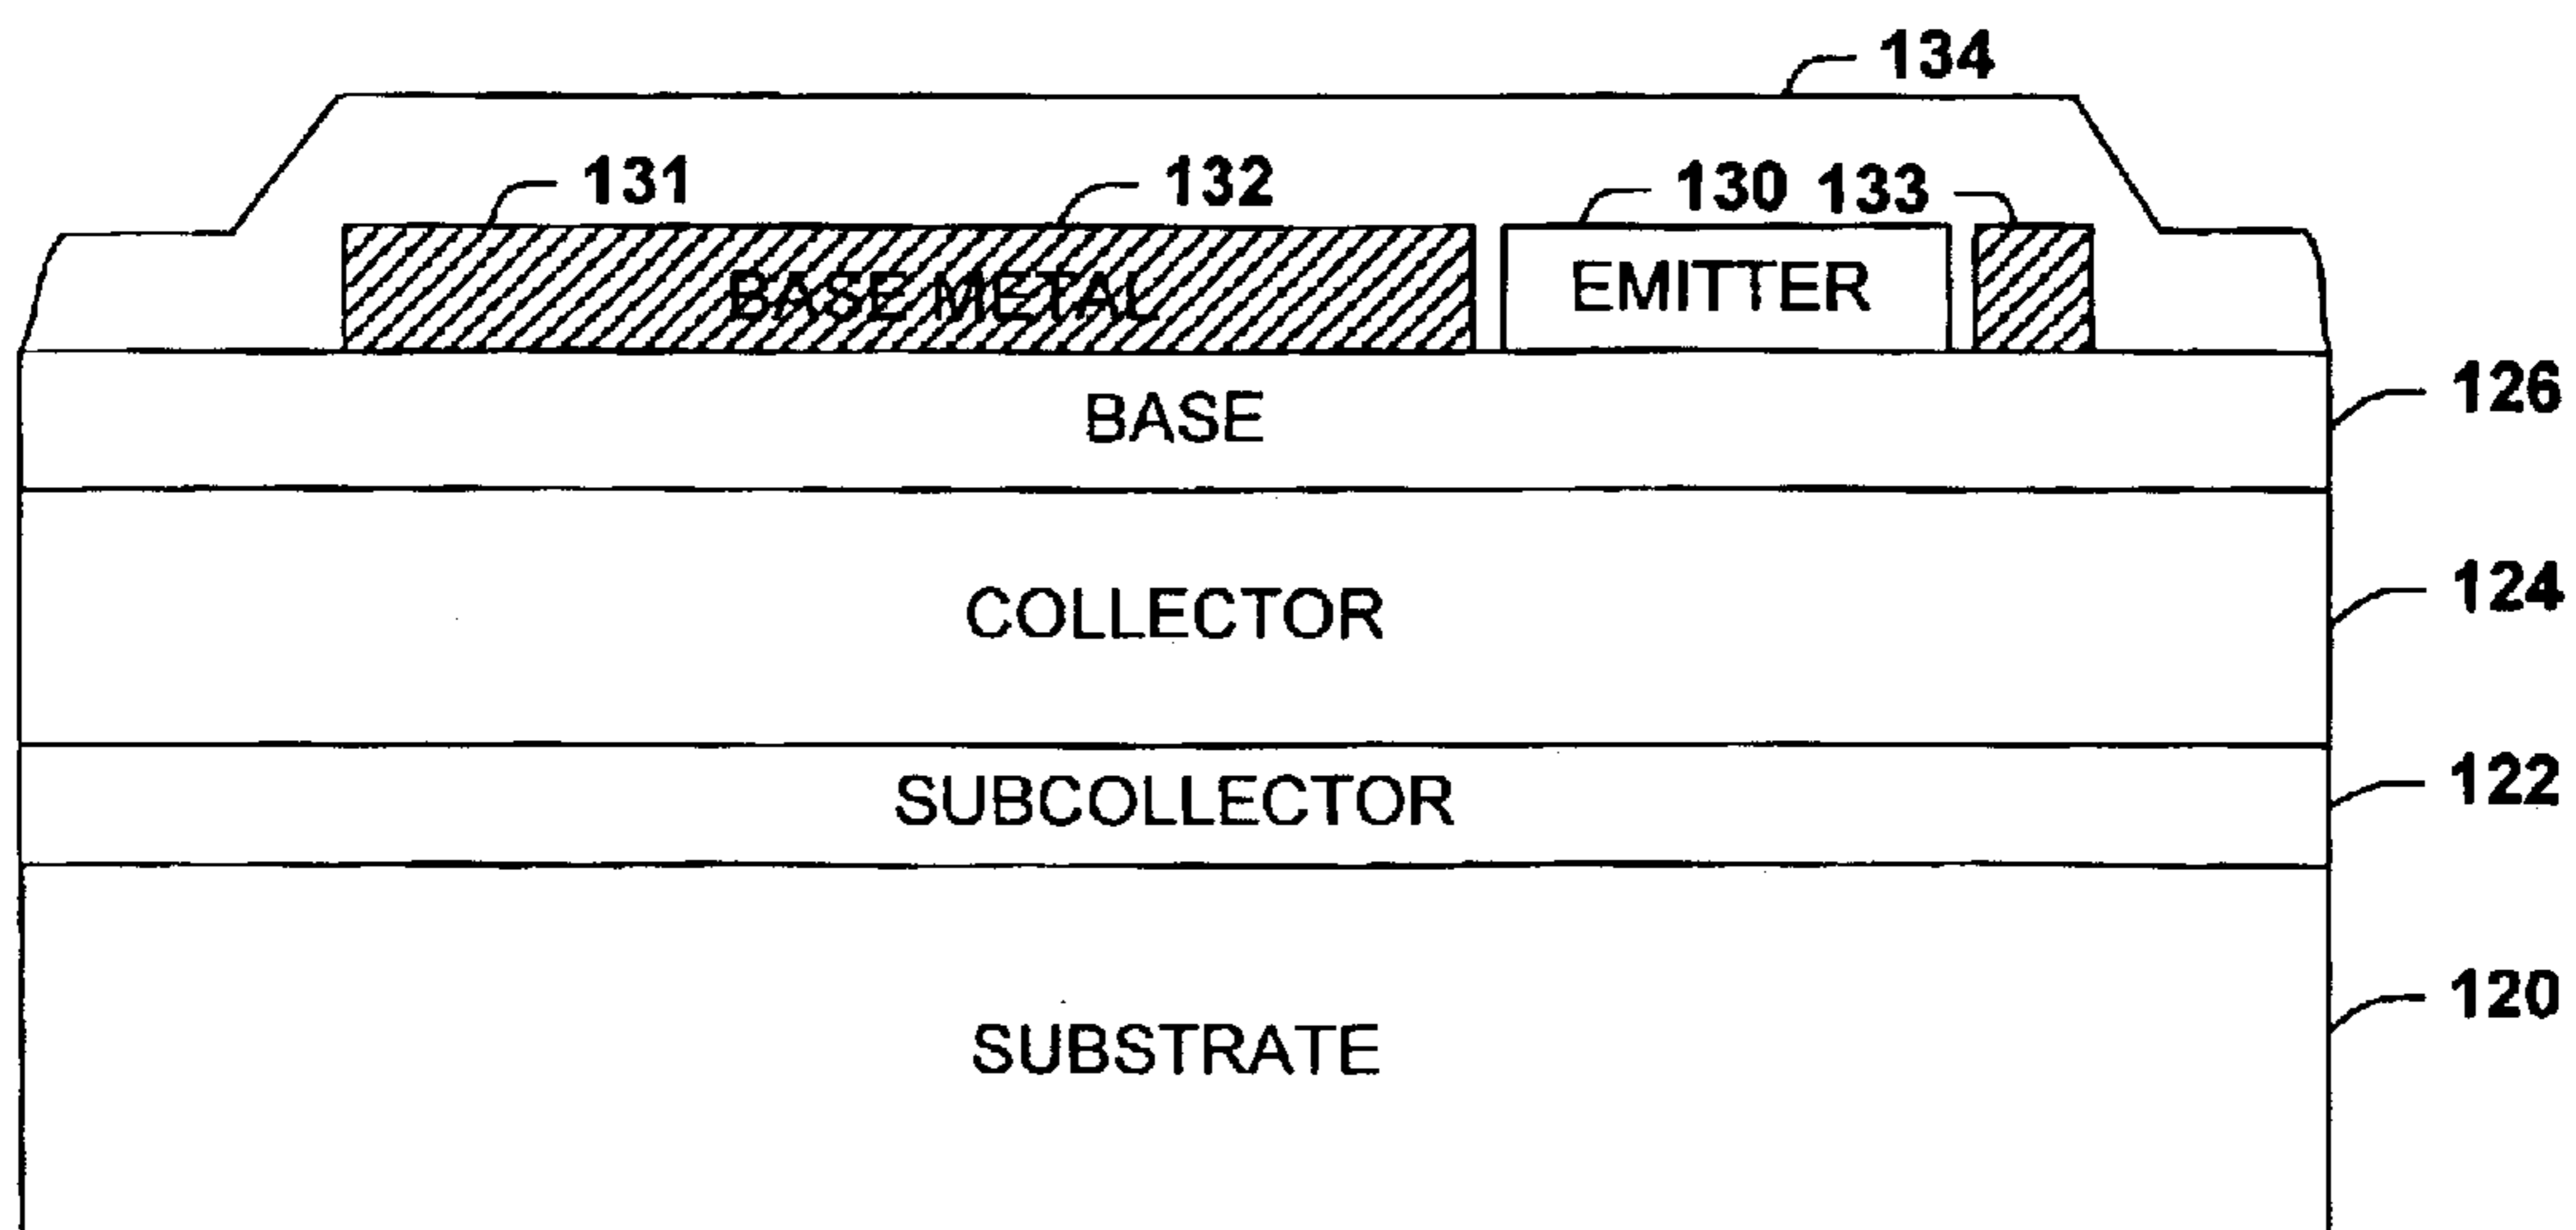 134
131
132
130
133
BASE METAL
EMITTER
BASE
126
COLLECTOR
124
SUBCOLLECTOR
122
SUBSTRATE
120